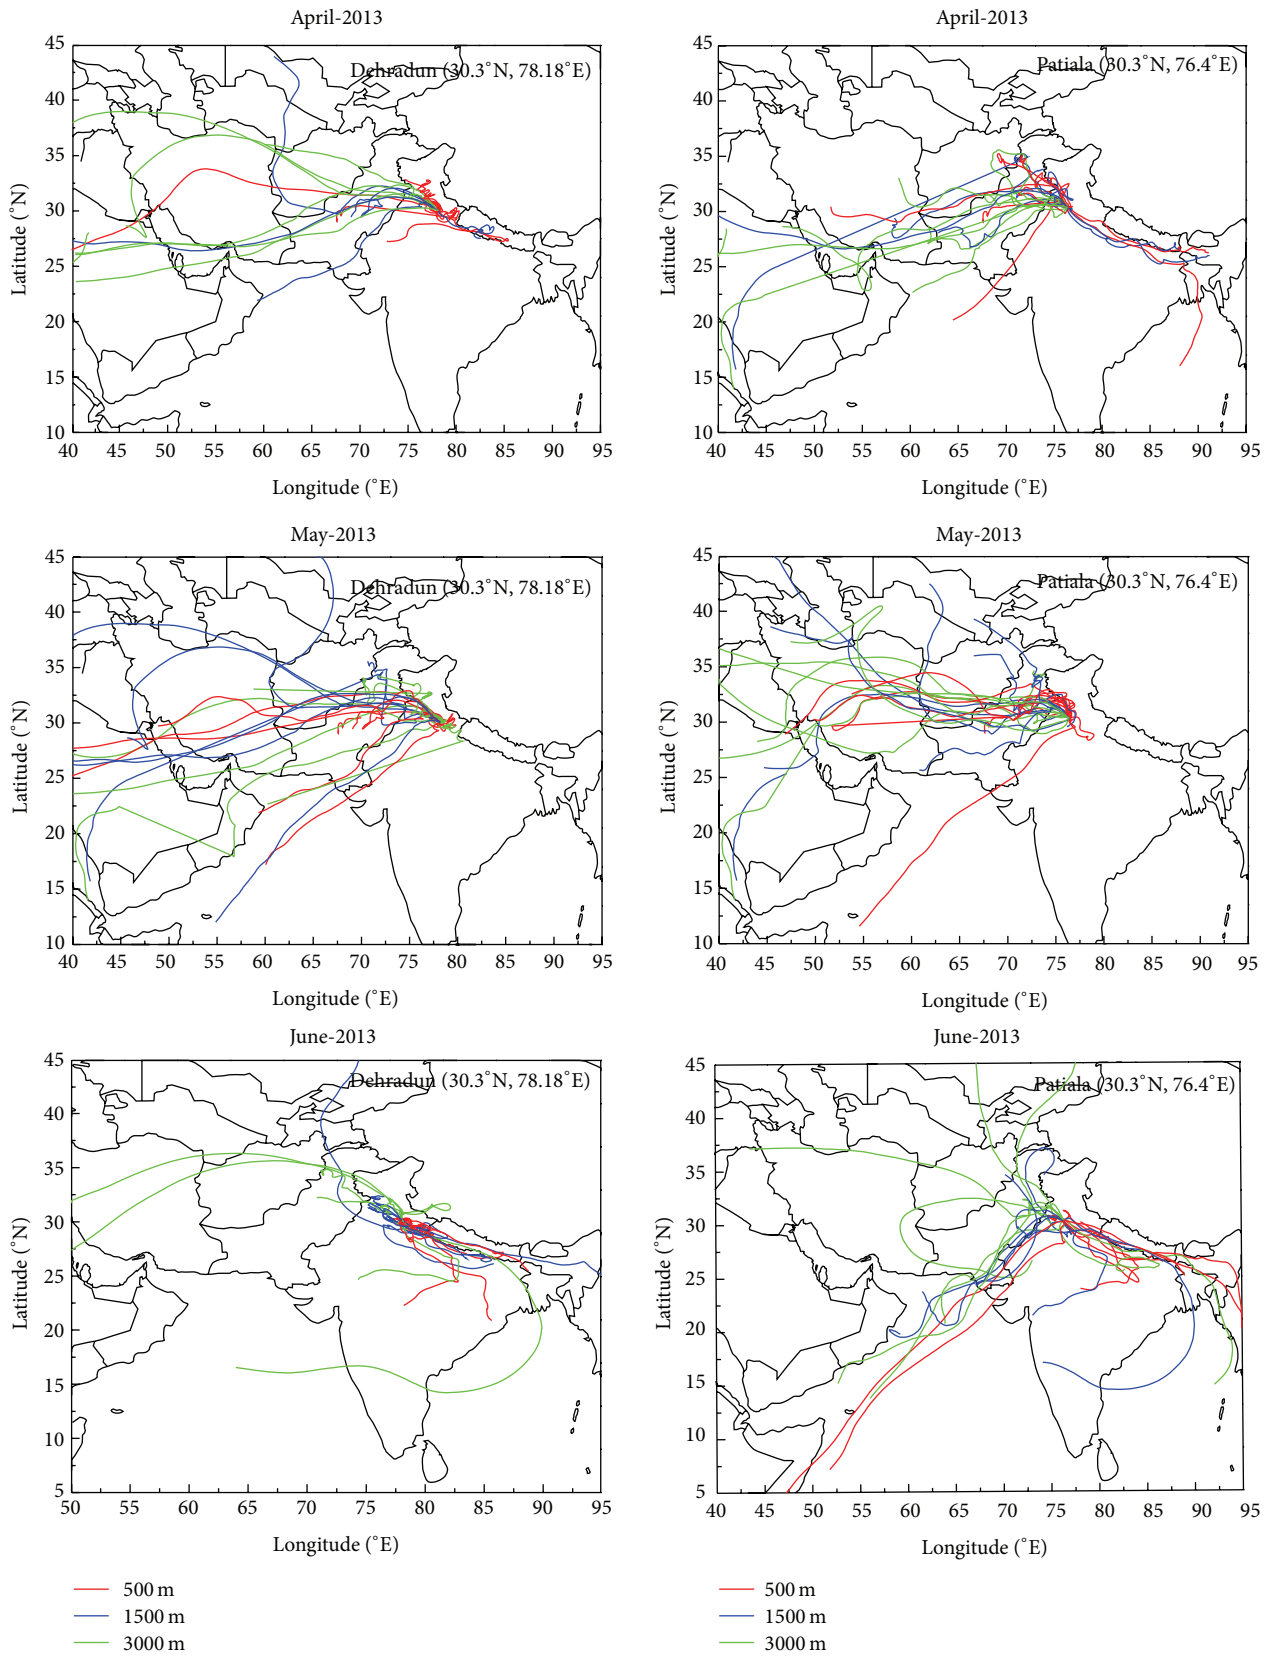 April-2013
Dehradun (30.3°N, 78.18°E)
45
40
35
30
25
20
15
10
Latitude (°N)
40 45 50 55 60 65 70 75 80 85 90 95
Longitude (°E)
April-2013
Patiala (30.3°N, 76.4°E)
45
40
35
30
25
20
15
10
Latitude (°N)
40 45 50 55 60 65 70 75 80 85 90 95
Longitude (°E)
May-2013
Dehradun (30.3°N, 78.18°E)
45
40
35
30
25
20
15
10
Latitude (°N)
40 45 50 55 60 65 70 75 80 85 90 95
Longitude (°E)
May-2013
Patiala (30.3°N, 76.4°E)
45
40
35
30
25
20
15
10
Latitude (°N)
40 45 50 55 60 65 70 75 80 85 90 95
Longitude (°E)
June-2013
Dehradun (30.3°N, 78.18°E)
45
40
35
30
25
20
15
10
5
Latitude (°N)
50 55 60 65 70 75 80 85 90 95
Longitude (°E)
June-2013
Patiala (30.3°N, 76.4°E)
45
40
35
30
25
20
15
10
5
Latitude (°N)
40 45 50 55 60 65 70 75 80 85 90 95
Longitude (°E)
500 m
1500 m
3000 m
500 m
1500 m
3000 m